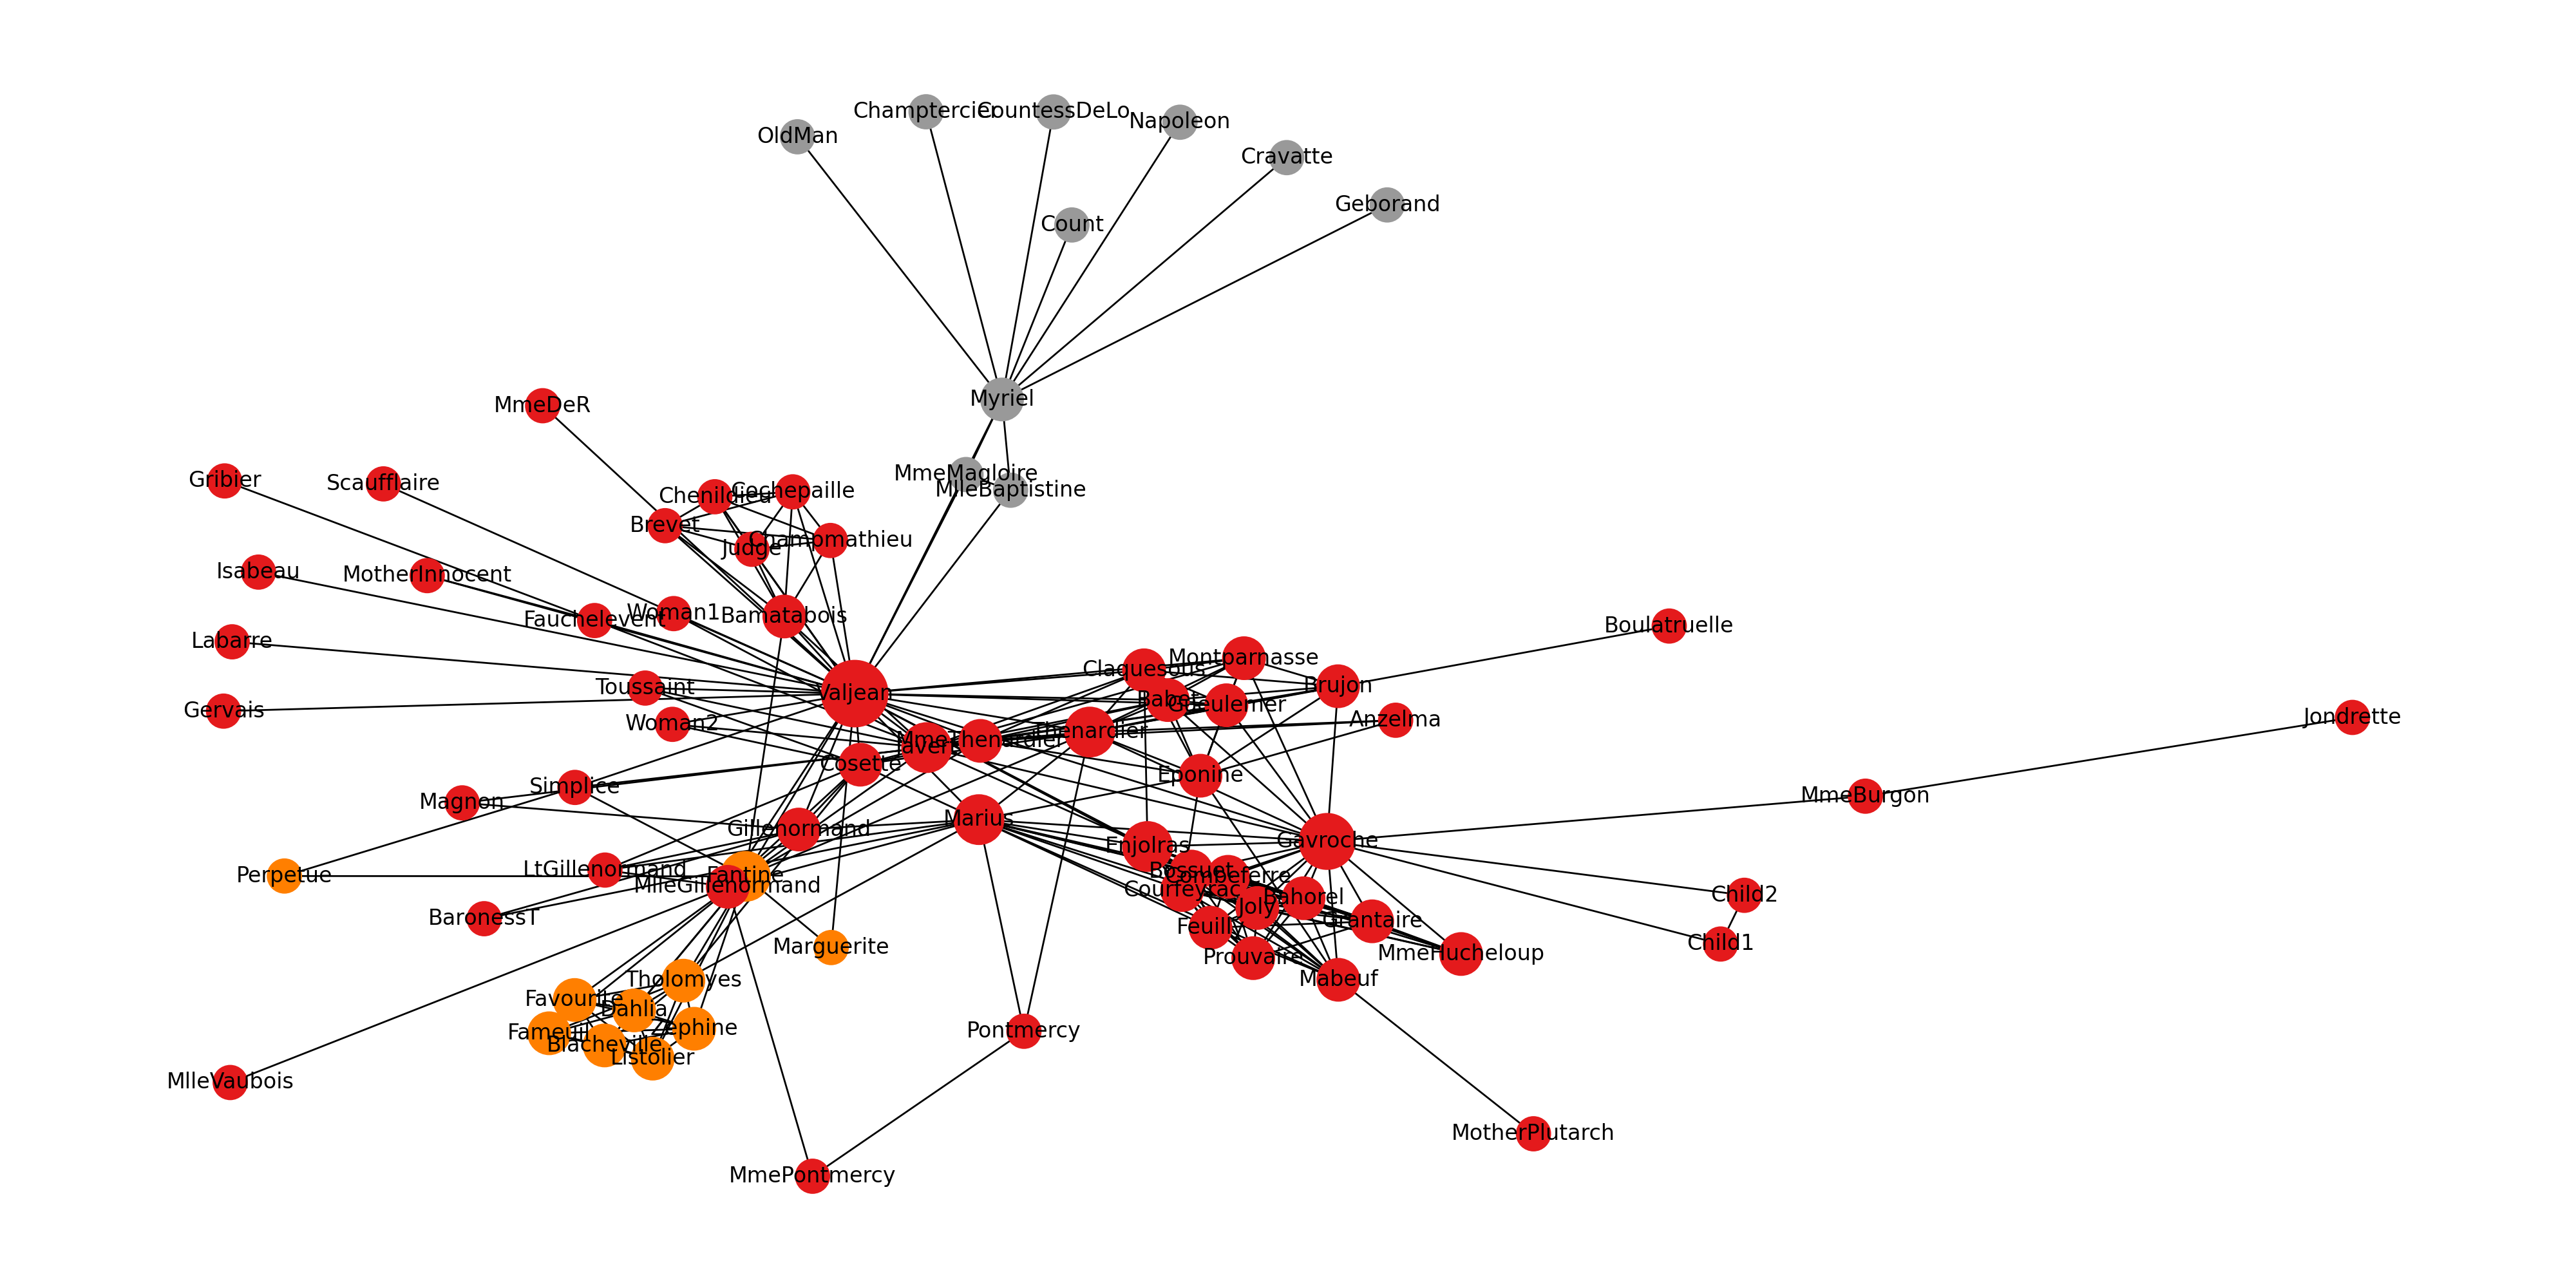 Champtercier
CountessDeLo
Napoleon
OldMan
Cravatte
Geborand
Count
Myriel
MmeDeR
MmeMagloire
MlleBaptistine
Gribier
Scaufflaire
Chenildieu
Cochepaille
Brevet
Judge
Champmathieu
Isabeau
MotherInnocent
Fauchelevent
Woman1
Bamatabois
Labarre
Boulatruelle
Montparnasse
Claquesous
Toussaint
Valjean
Babet
Gueulemer
Brujon
Gervais
Woman2
Anzelma
Jondrette
Thenardier
MmeThenardier
Javert
Cosette
Eponine
Simplice
Magnon
MmeBurgon
Gillenormand
Marius
Enjolras
Gavroche
Perpetue
LtGillenormand
Fantine
MlleGillenormand
Bossuet
Combeferre
Courfeyrac
Bahorel
Child2
Joly
BaronessT
Feuilly
Grantaire
Marguerite
Prouvaire
MmeHucheloup
Child1
Tholomyes
Mabeuf
Favourite
Dahlia
Zephine
Fameuil
Blacheville
Listolier
Pontmercy
MlleVaubois
MotherPlutarch
MmePontmercy